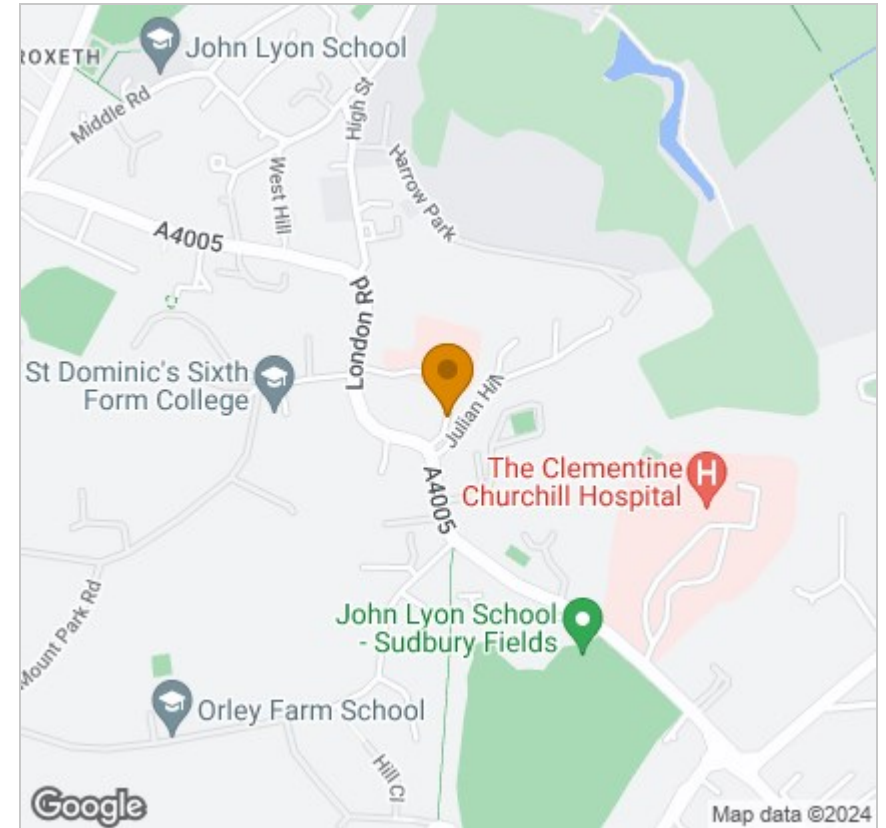 John Lyon School
ROXETH
Middle Rd
High St
West Hill
Harrow Park
A4005
London Rd
St Dominic's Sixth
Form College
Julian Hill
The Clementine
Churchill Hospital
H
A4005
John Lyon School
- Sudbury Fields
Mount Park Rd
Orley Farm School
Hill Cl
Google
Map data ©2024